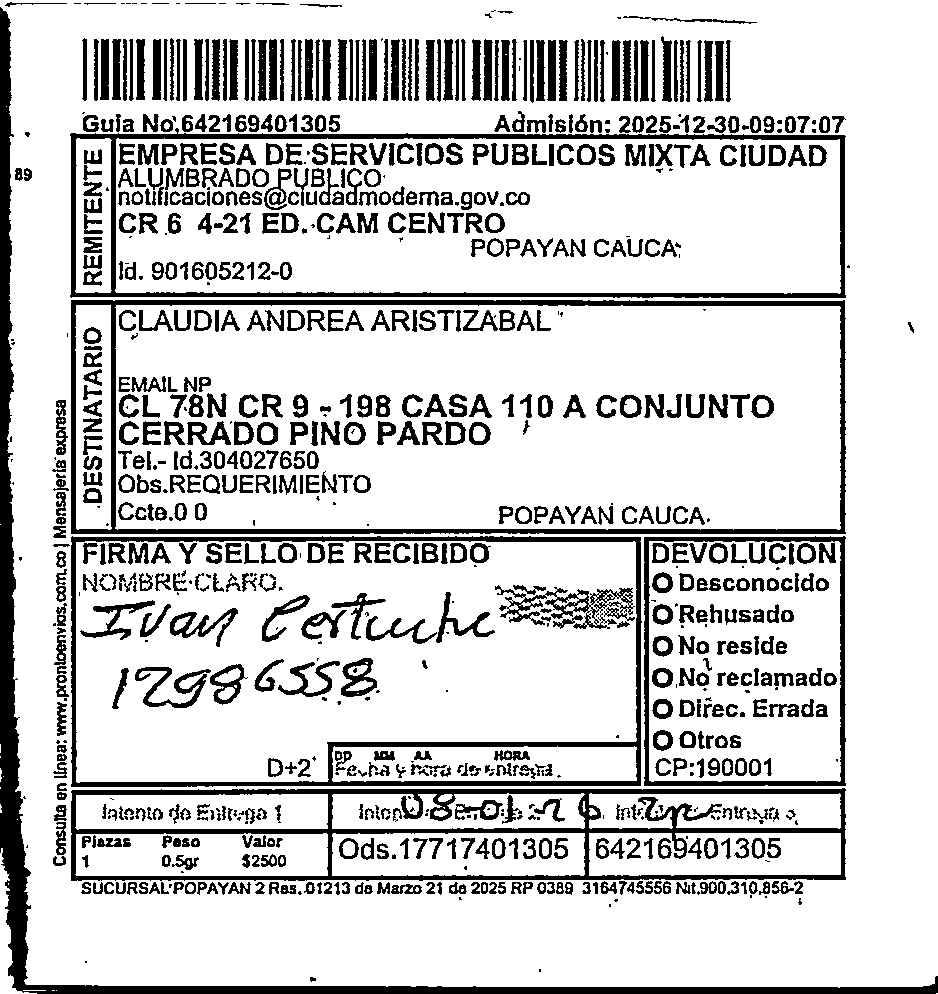 Guia No.642169401305 Admisión: 2025-12-30-09:07:07
89
REMITENTE
EMPRESA DE SERVICIOS PUBLICOS MIXTA CIUDAD
ALUMBRADO PUBLICO
notificaciones@ciudadmoderna.gov.co
CR 6 4-21 ED. CAM CENTRO
POPAYAN CAUCA
Id. 901605212-0
DESTINATARIO
CLAUDIA ANDREA ARISTIZABAL
EMAIL NP
CL 78N CR 9 - 198 CASA 110 A CONJUNTO
CERRADO PINO PARDO
Tel.- Id.304027650
Obs.REQUERIMIENTO
Ccto.0 0
POPAYAN CAUCA
Consulta en línea: www.prontoenvios.com.co | Mensajería expresa
FIRMA Y SELLO DE RECIBIDO
NOMBRE CLARO.
Ivan
12986558
D+2
DD MM AA HORA
Fecha y hora de entrega.
DEVOLUCION
Desconocido
Rehusado
No reside
No reclamado
Direc. Errada
Otros
CP:190001
Intento de Entrega 1
08-01-26
Entrega 3
Piezas Peso Valor
1 0.5gr $2500
Ods.17717401305
642169401305
SUCURSAL POPAYAN 2 Res. 01213 de Marzo 21 de 2025 RP 0389 3164745556 Nit.900.310.856-2